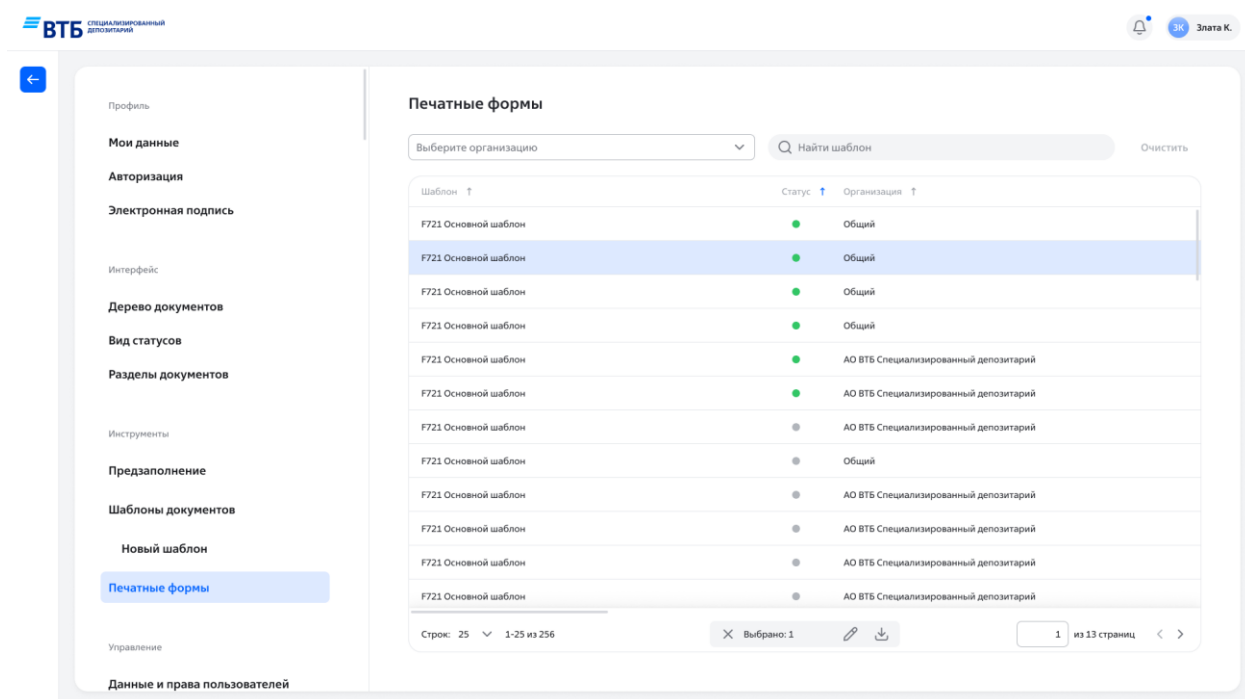 ВТБ СПЕЦИАЛИЗИРОВАННЫЙ
ДЕПОЗИТАРИЙ
ЗК Злата К.
Профиль
Мои данные
Авторизация
Электронная подпись
Интерфейс
Дерево документов
Вид статусов
Разделы документов
Инструменты
Предзаполнение
Шаблоны документов
Новый шаблон
Печатные формы
Управление
Данные и права пользователей
Печатные формы
Выберите организацию
Найти шаблон
Очистить
Шаблон Статус Организация
F721 Основной шаблон Общий
F721 Основной шаблон Общий
F721 Основной шаблон Общий
F721 Основной шаблон Общий
F721 Основной шаблон АО ВТБ Специализированный депозитарий
F721 Основной шаблон АО ВТБ Специализированный депозитарий
F721 Основной шаблон АО ВТБ Специализированный депозитарий
F721 Основной шаблон Общий
F721 Основной шаблон АО ВТБ Специализированный депозитарий
F721 Основной шаблон АО ВТБ Специализированный депозитарий
F721 Основной шаблон АО ВТБ Специализированный депозитарий
F721 Основной шаблон АО ВТБ Специализированный депозитарий
Строк: 25 1-25 из 256 Выбрано: 1 1 из 13 страниц